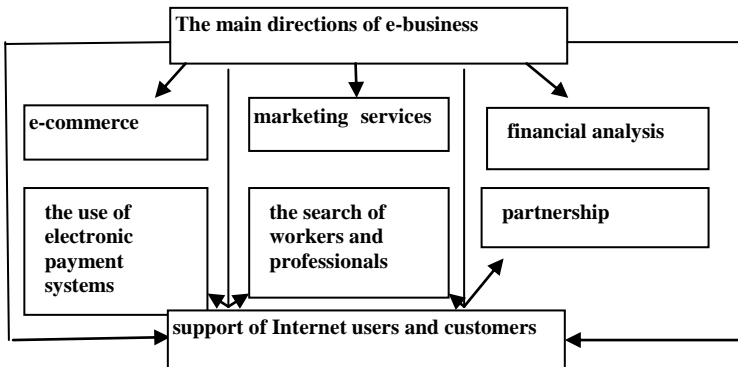 The main directions of e-business
e-commerce
marketing services
financial analysis
the use of
electronic
payment
systems
the search of
workers and
professionals
partnership
support of Internet users and customers